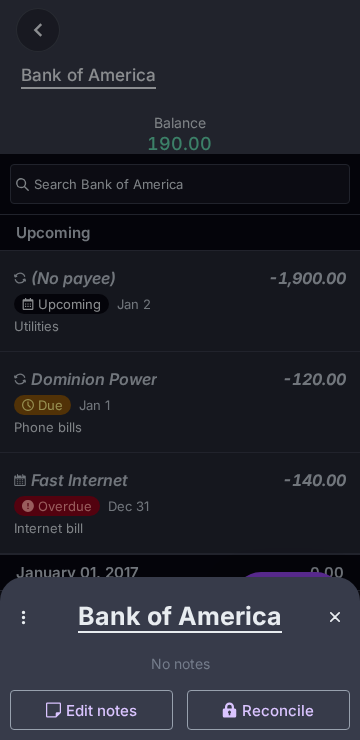 Bank of America
Balance
190.00
Search Bank of America
Upcoming
(No payee) -1,900.00
Upcoming Jan 2
Utilities
Dominion Power -120.00
Due Jan 1
Phone bills
Fast Internet -140.00
Overdue Dec 31
Internet bill
January 01, 2017 0.00
Bank of America
No notes
Edit notes Reconcile